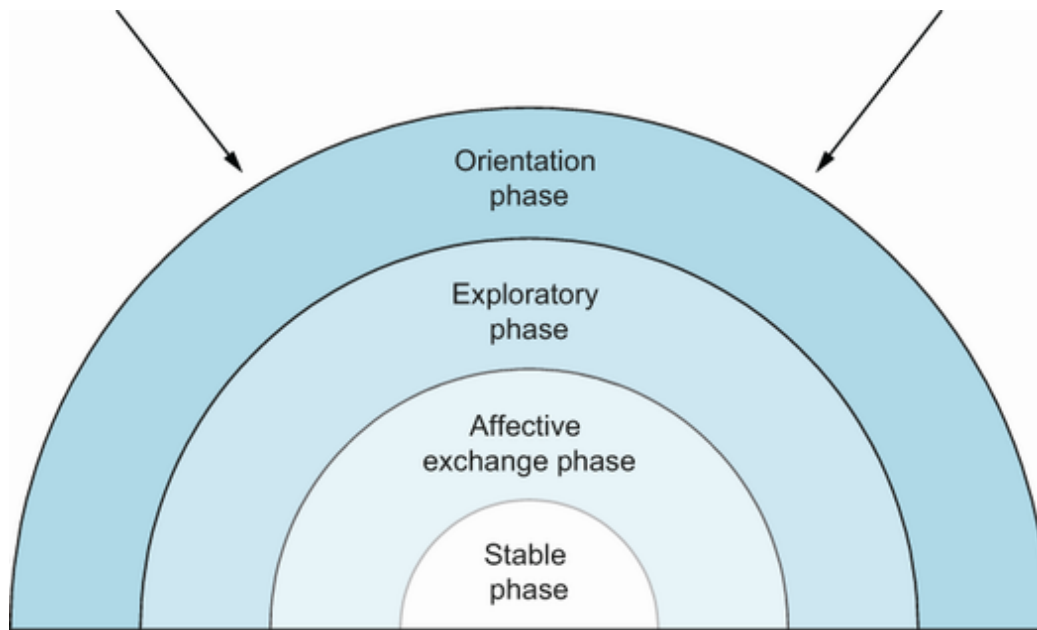 Orientation
phase
Exploratory
phase
Affective
exchange phase
Stable
phase